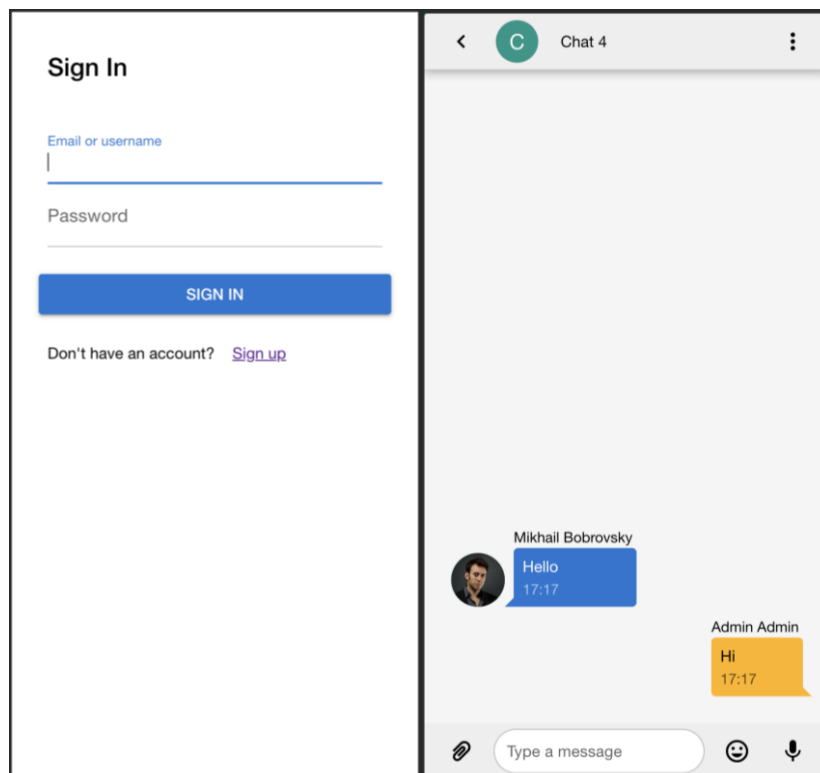 Sign In
Email or username
Password
SIGN IN
Don't have an account? Sign up
C Chat 4
Mikhail Bobrovsky
Hello
17:17
Admin Admin
Hi
17:17
Type a message